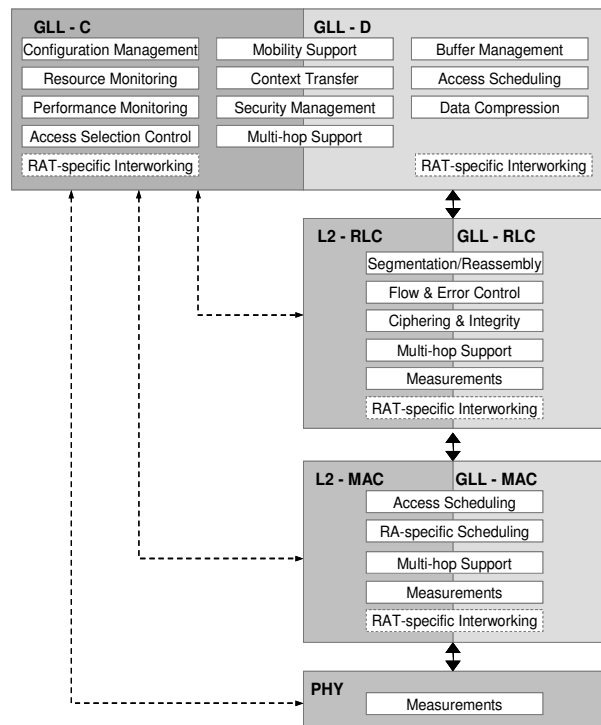 GLL - C
GLL - D
Configuration Management
Mobility Support
Buffer Management
Resource Monitoring
Context Transfer
Access Scheduling
Performance Monitoring
Security Management
Data Compression
Access Selection Control
Multi-hop Support
RAT-specific Interworking
RAT-specific Interworking
L2 - RLC
GLL - RLC
Segmentation/Reassembly
Flow & Error Control
Ciphering & Integrity
Multi-hop Support
Measurements
RAT-specific Interworking
L2 - MAC
GLL - MAC
Access Scheduling
RA-specific Scheduling
Multi-hop Support
Measurements
RAT-specific Interworking
PHY
Measurements